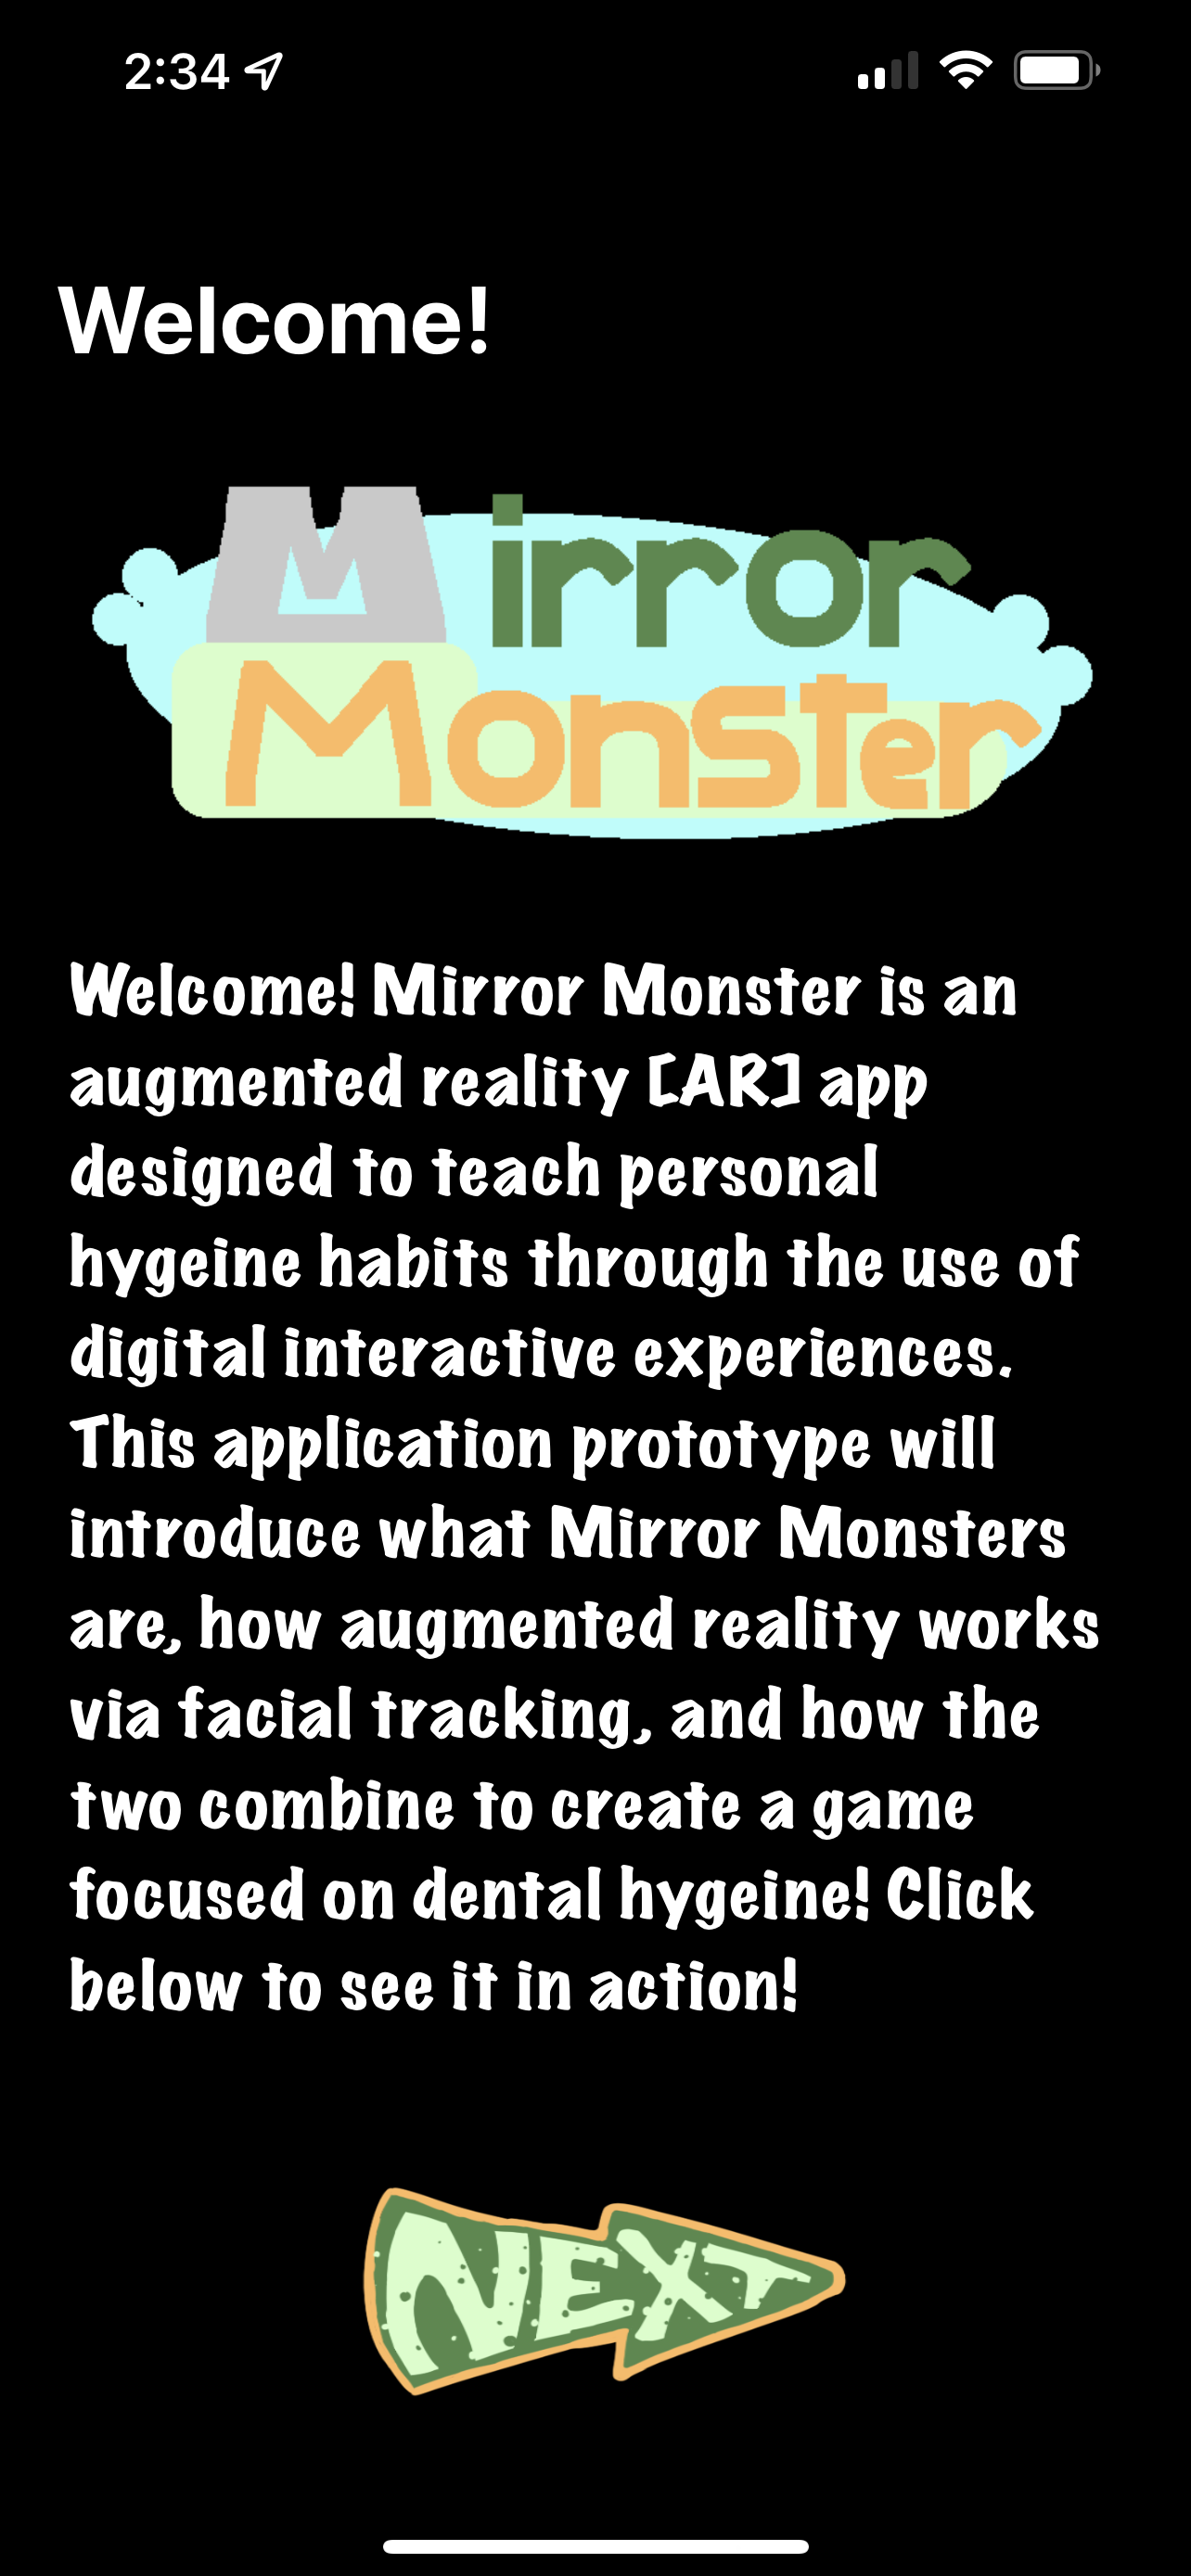 2:34
Welcome!
Mirror
Monster
Welcome! Mirror Monster is an
augmented reality [AR] app
designed to teach personal
hygeine habits through the use of
digital interactive experiences.
This application prototype will
introduce what Mirror Monsters
are, how augmented reality works
via facial tracking, and how the
two combine to create a game
focused on dental hygeine! Click
below to see it in action!
NEXT